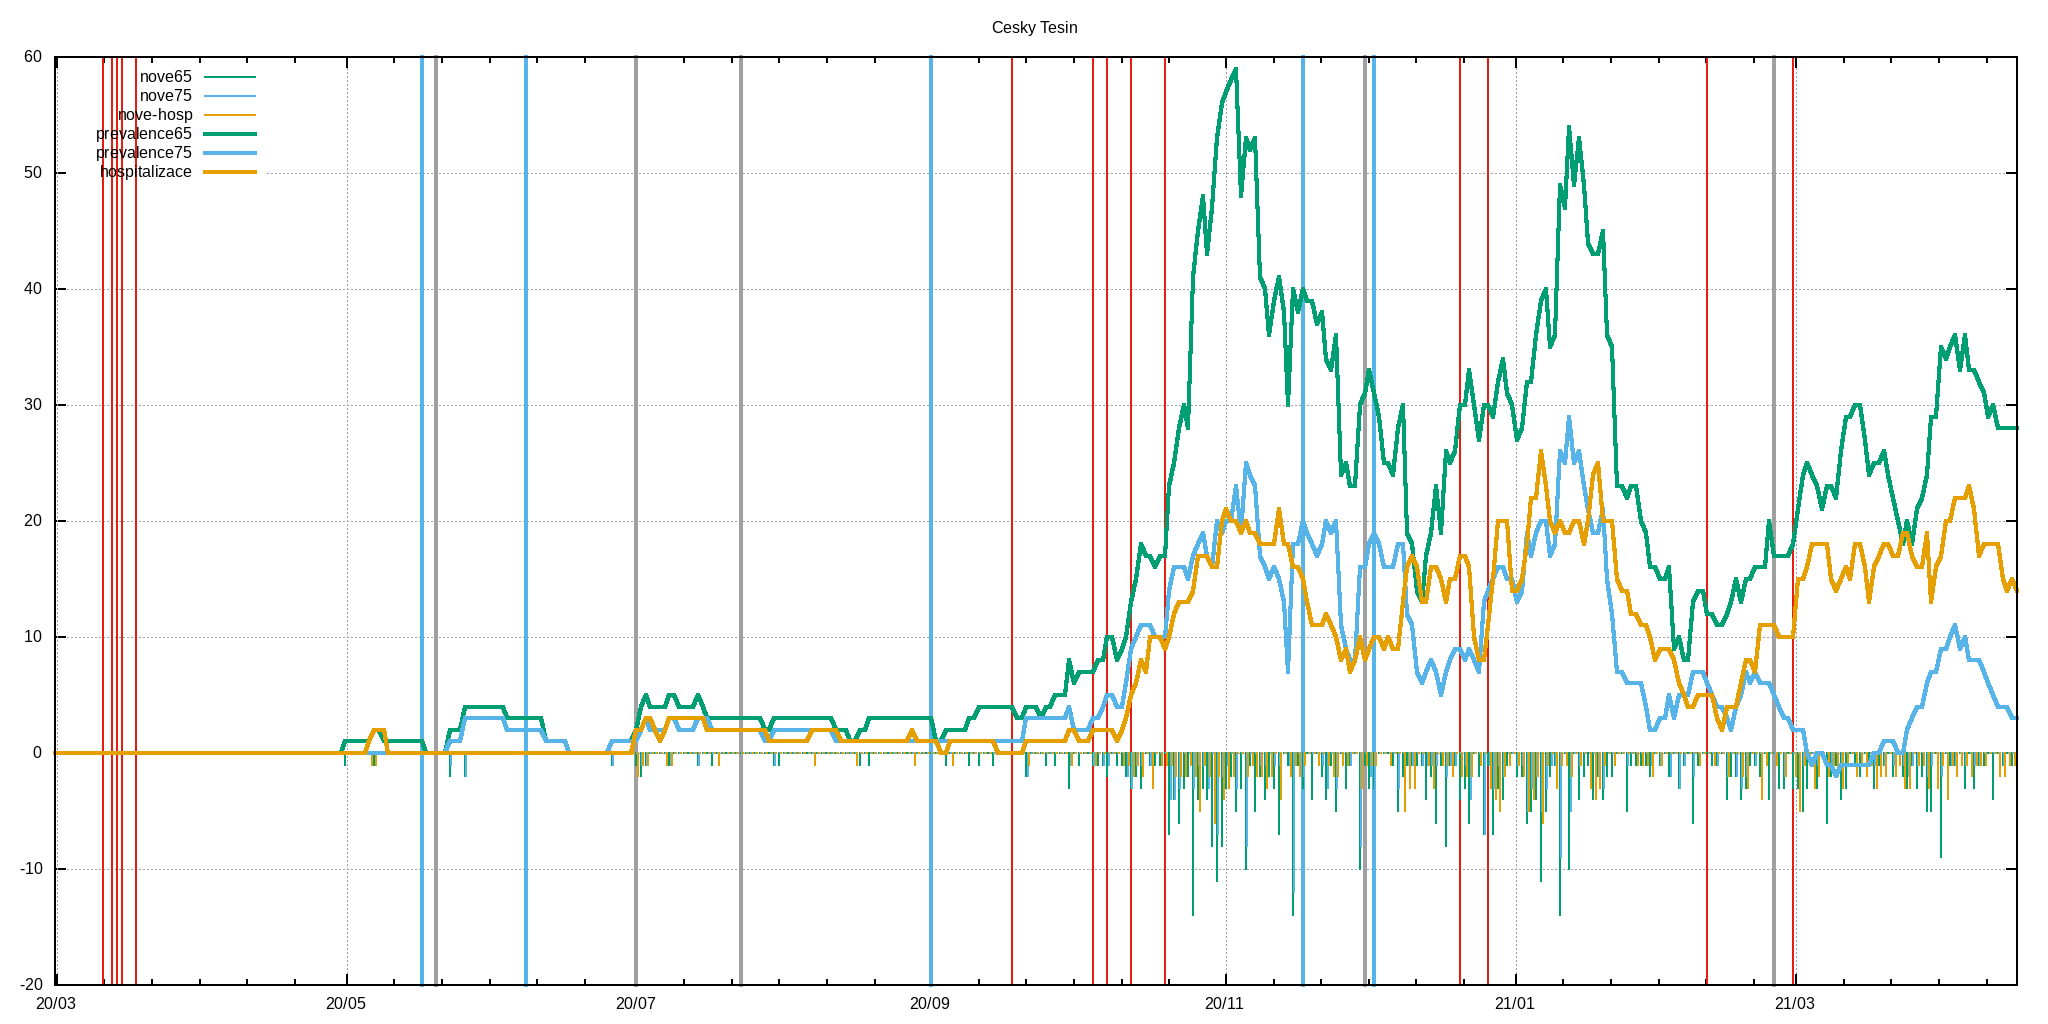 Cesky Tesin
60
50
40
30
20
10
0
-10
-20
nove65
nove75
nove-hosp
prevalence65
prevalence75
hospitalizace
20/03 20/05 20/07 20/09 20/11 21/01 21/03